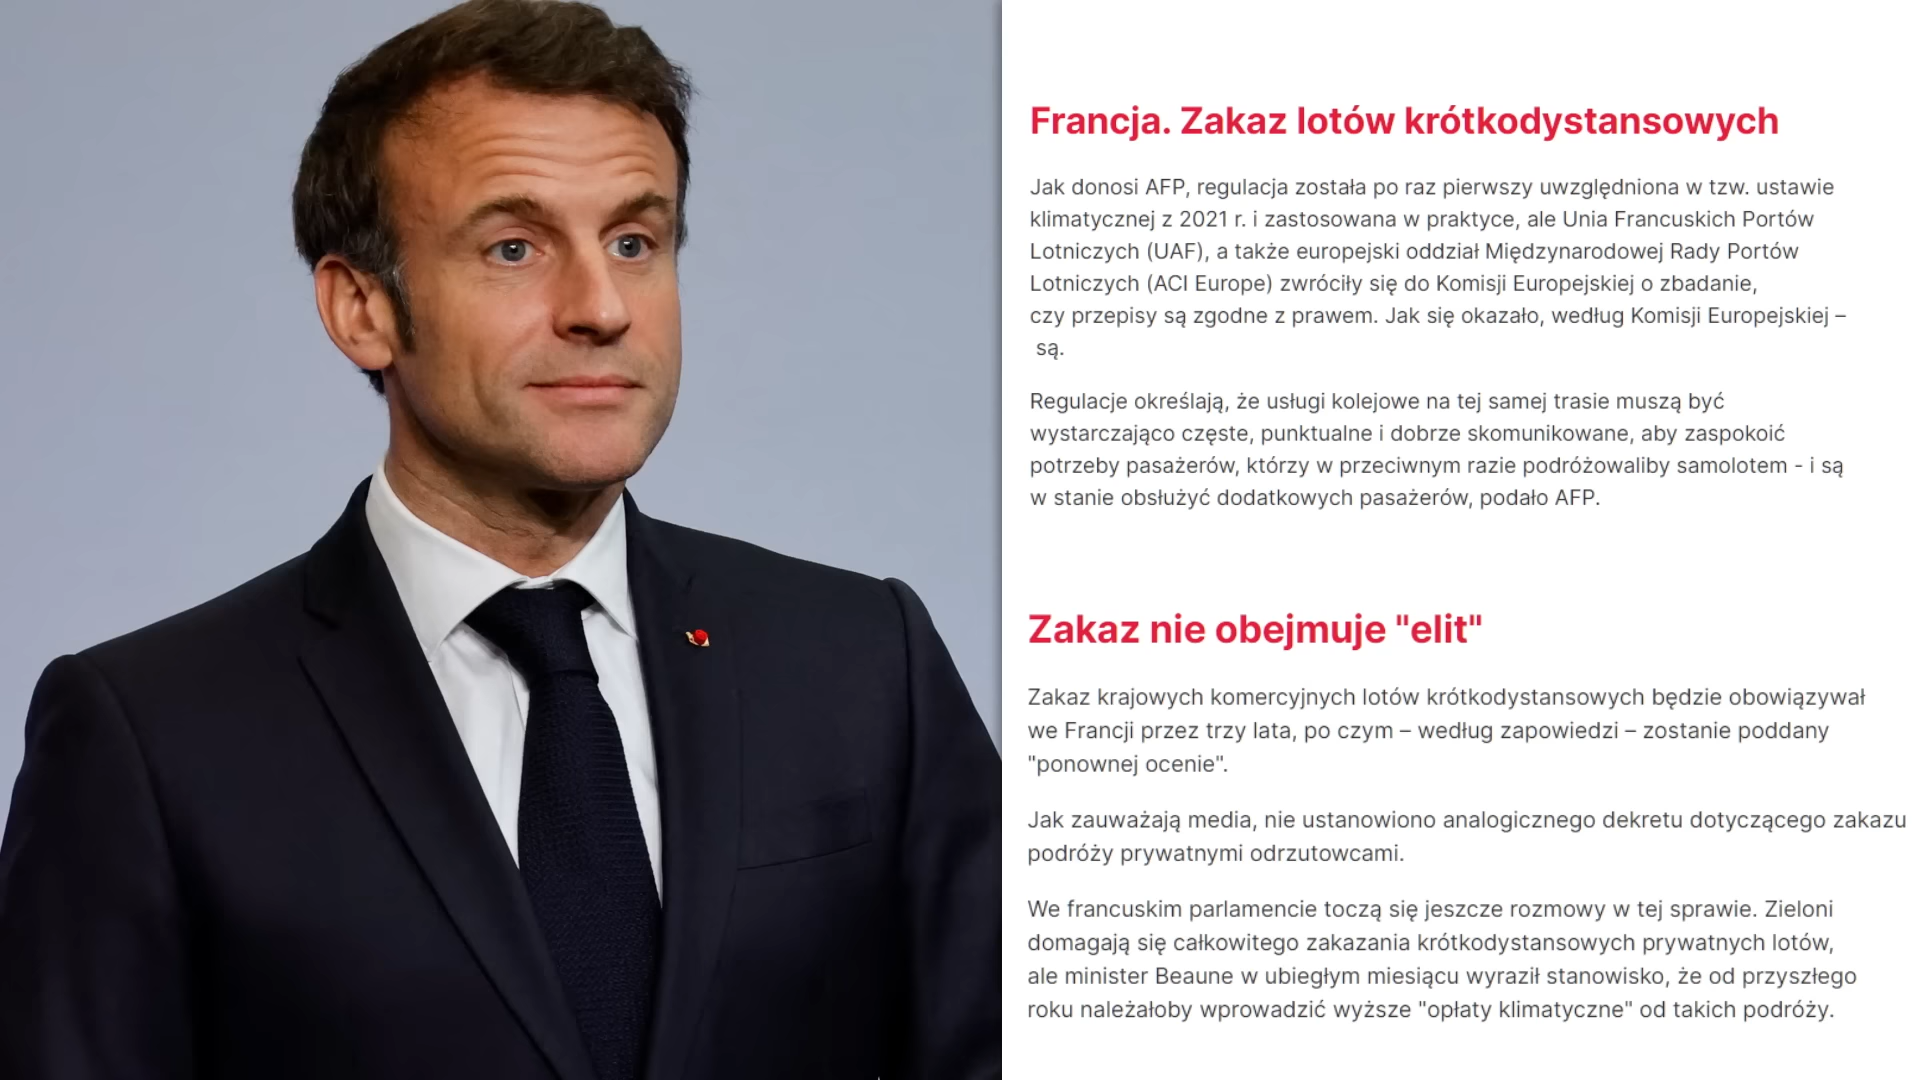 Francja. Zakaz lotów krótkodystansowych
Jak donosi AFP, regulacja została po raz pierwszy uwzględniona w tzw. ustawie
klimatycznej z 2021 r. i zastosowana w praktyce, ale Unia Francuskich Portów
Lotniczych (UAF), a także europejski oddział Międzynarodowej Rady Portów
Lotniczych (ACI Europe) zwróciły się do Komisji Europejskiej o zbadanie,
czy przepisy są zgodne z prawem. Jak się okazało, według Komisji Europejskiej –
są.
Regulacje określają, że usługi kolejowe na tej samej trasie muszą być
wystarczająco częste, punktualne i dobrze skomunikowane, aby zaspokoić
potrzeby pasażerów, którzy w przeciwnym razie podróżowaliby samolotem - i są
w stanie obsłużyć dodatkowych pasażerów, podało AFP.
Zakaz nie obejmuje "elit"
Zakaz krajowych komercyjnych lotów krótkodystansowych będzie obowiązywał
we Francji przez trzy lata, po czym – według zapowiedzi – zostanie poddany
"ponownej ocenie".
Jak zauważają media, nie ustanowiono analogicznego dekretu dotyczącego zakazu
podróży prywatnymi odrzutowcami.
We francuskim parlamencie toczą się jeszcze rozmowy w tej sprawie. Zieloni
domagają się całkowitego zakazania krótkodystansowych prywatnych lotów,
ale minister Beaune w ubiegłym miesiącu wyraził stanowisko, że od przyszłego
roku należałoby wprowadzić wyższe "opłaty klimatyczne" od takich podróży.